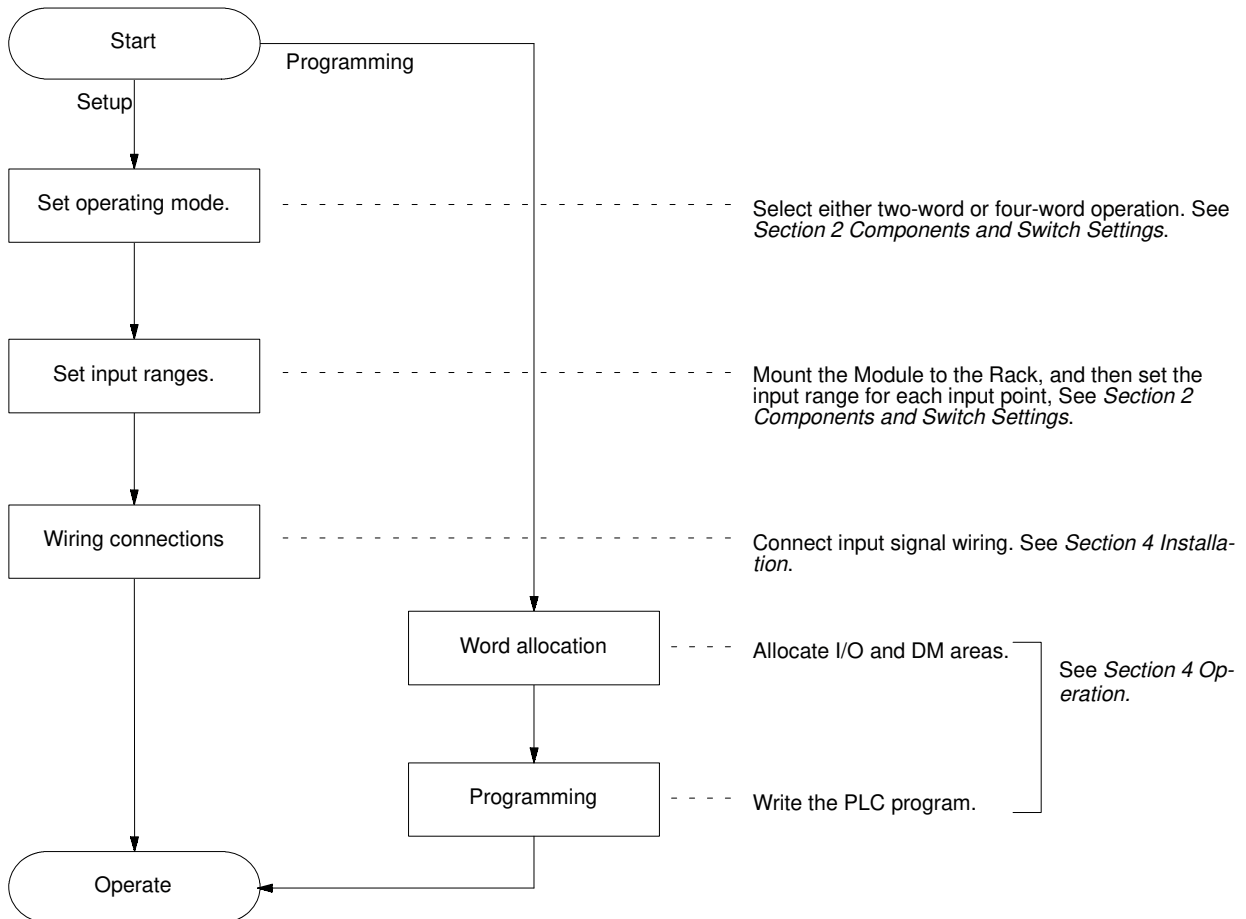 Start
Programming
Setup
Set operating mode.
Select either two-word or four-word operation. See
Section 2 Components and Switch Settings.
Set input ranges.
Mount the Module to the Rack, and then set the
input range for each input point, See Section 2
Components and Switch Settings.
Wiring connections
Connect input signal wiring. See Section 4 Installa-
tion.
Word allocation
Allocate I/O and DM areas.
See Section 4 Op-
eration.
Programming
Write the PLC program.
Operate